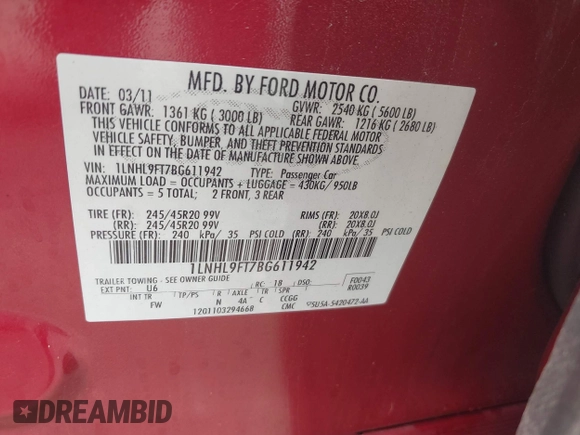 MFD. BY FORD MOTOR CO.
DATE: 03/11 GVWR: 2540 KG ( 5600 LB)
FRONT GAWR: 1361 KG ( 3000 LB) REAR GAWR: 1216 KG ( 2680 LB)
THIS VEHICLE CONFORMS TO ALL APPLICABLE FEDERAL MOTOR
VEHICLE SAFETY, BUMPER, AND THEFT PREVENTION STANDARDS
IN EFFECT ON THE DATE OF MANUFACTURE SHOWN ABOVE.
VIN: 1LNHL9FT7BG611942 TYPE: Passenger Car
MAXIMUM LOAD = OCCUPANTS + LUGGAGE = 430KG/ 950LB
OCCUPANTS = 5 TOTAL; 2 FRONT, 3 REAR
TIRE (FR): 245/45R20 99V RIMS (FR): 20X8.0J
(RR): 245/45R20 99V (RR): 20X8.0J
PRESSURE (FR): 240 kPa/ 35 PSI COLD (RR): 240 kPa/ 35 PSI COLD
1LNHL9FT7BG611942
TRAILER TOWING - SEE OWNER GUIDE
EXT PNT: U6 RC: 18 DSO: F0043
R0039
INT TR TP/PS R AXLE TR SPR
FW N 4A C CCGG
12011032946 CMC
DREAMBID